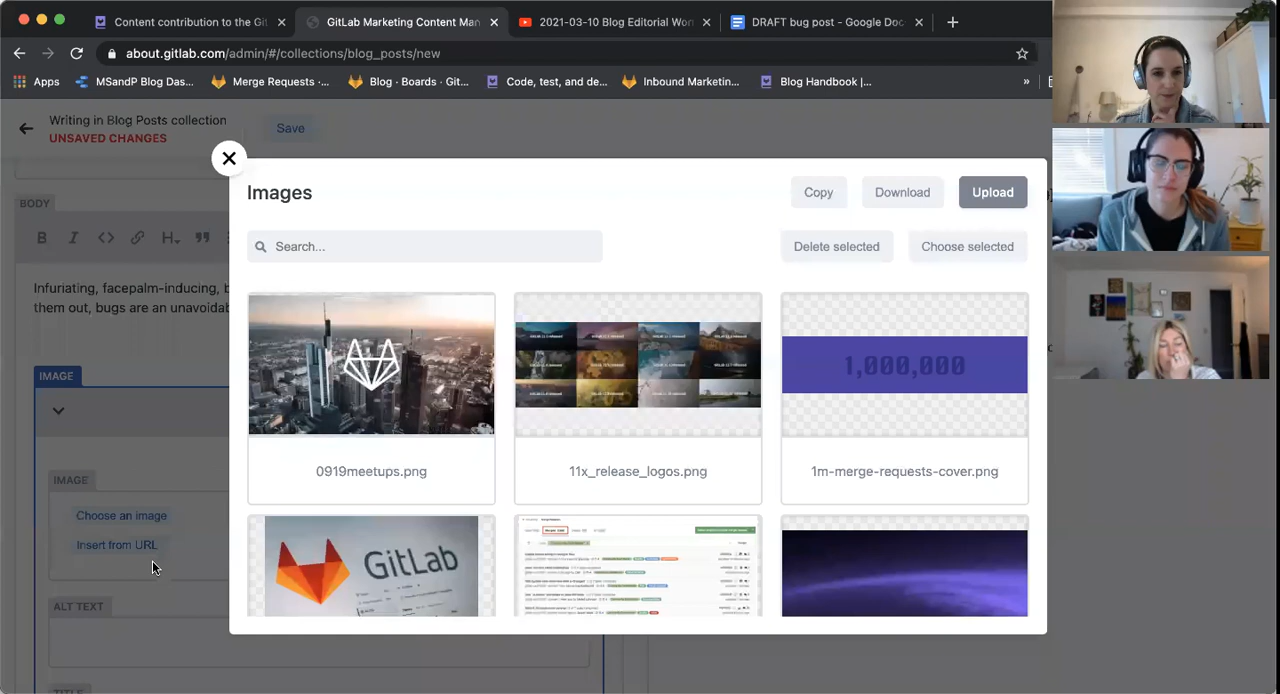 Content contribution to the Git
GitLab Marketing Content Man
2021-03-10 Blog Editorial Wor
DRAFT bug post - Google Doc
about.gitlab.com/admin/#/collections/blog_posts/new
Apps
MSandP Blog Das...
Merge Requests ·...
Blog · Boards · Git...
Code, test, and de...
Inbound Marketin...
Blog Handbook |...
»
Writing in Blog Posts collection
UNSAVED CHANGES
Save
Images
Copy
Download
Upload
Search...
Delete selected
Choose selected
BODY
B I <> H
Infuriating, facepalm-inducing, b
them out, bugs are an unavoidab
IMAGE
IMAGE
Choose an image
Insert from URL
ALT TEXT
TITLE
1,000,000
0919meetups.png
11x_release_logos.png
1m-merge-requests-cover.png
GitLab